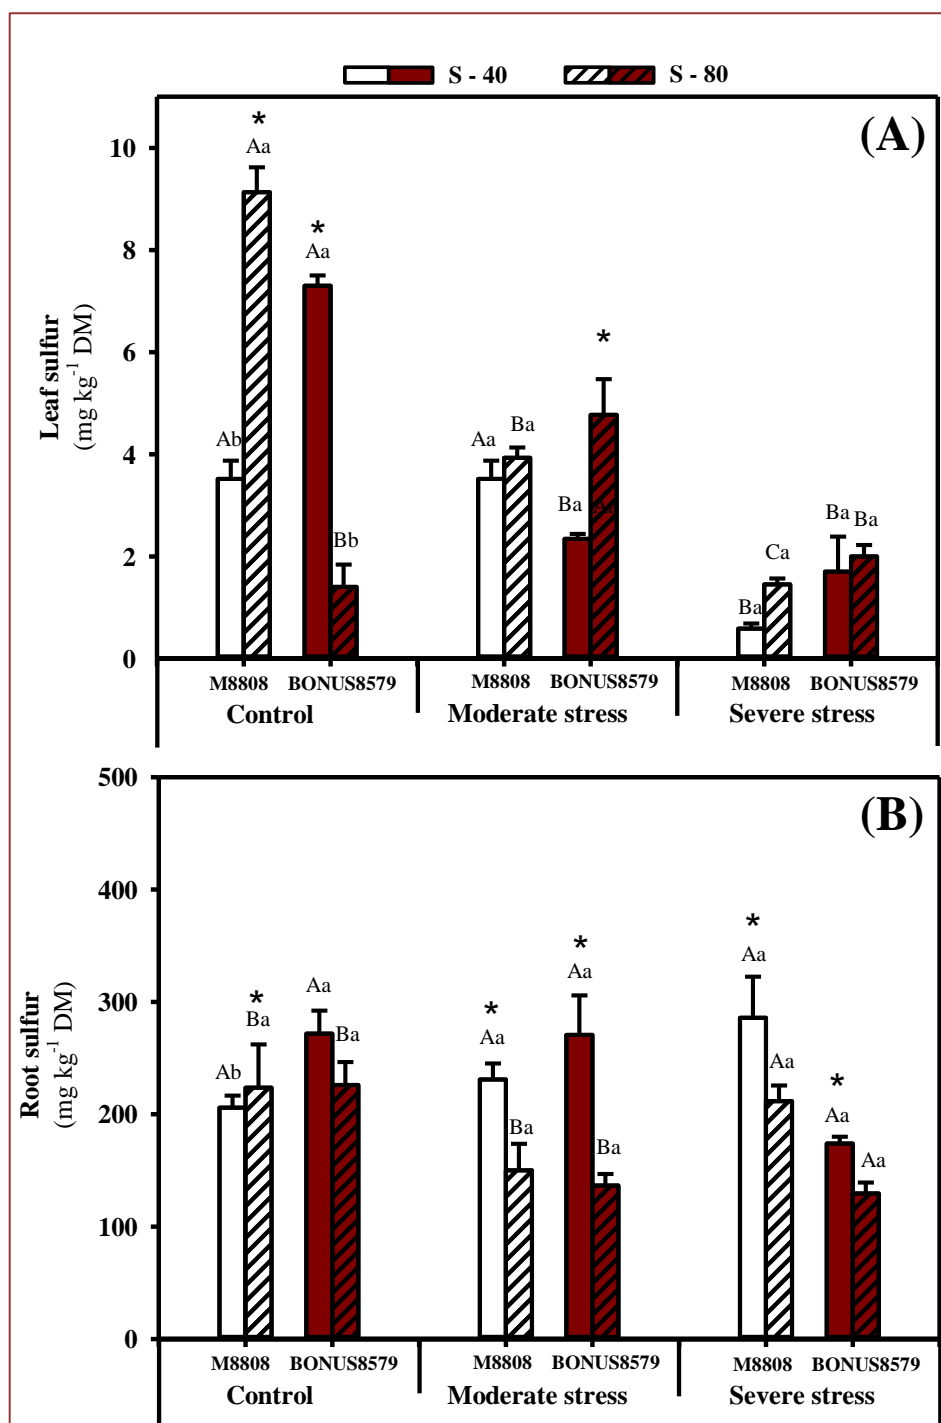 S - 40 S - 80
(A)
Leaf sulfur
(mg kg-1 DM)
10
8
6
4
2
0
*
Aa
*
Aa
Ab
Bb
*
Aa
Ba
Ba
Aa
Ba
Ca
Ba
Ba
M8808 BONUS8579 M8808 BONUS8579 M8808 BONUS8579
Control Moderate stress Severe stress
(B)
Root sulfur
(mg kg-1 DM)
500
400
300
200
100
0
Ab
*
Ba
Aa
Ba
*
Aa
Ba
*
Aa
Ba
*
Aa
Aa
*
Aa
Aa
M8808 BONUS8579 M8808 BONUS8579 M8808 BONUS8579
Control Moderate stress Severe stress